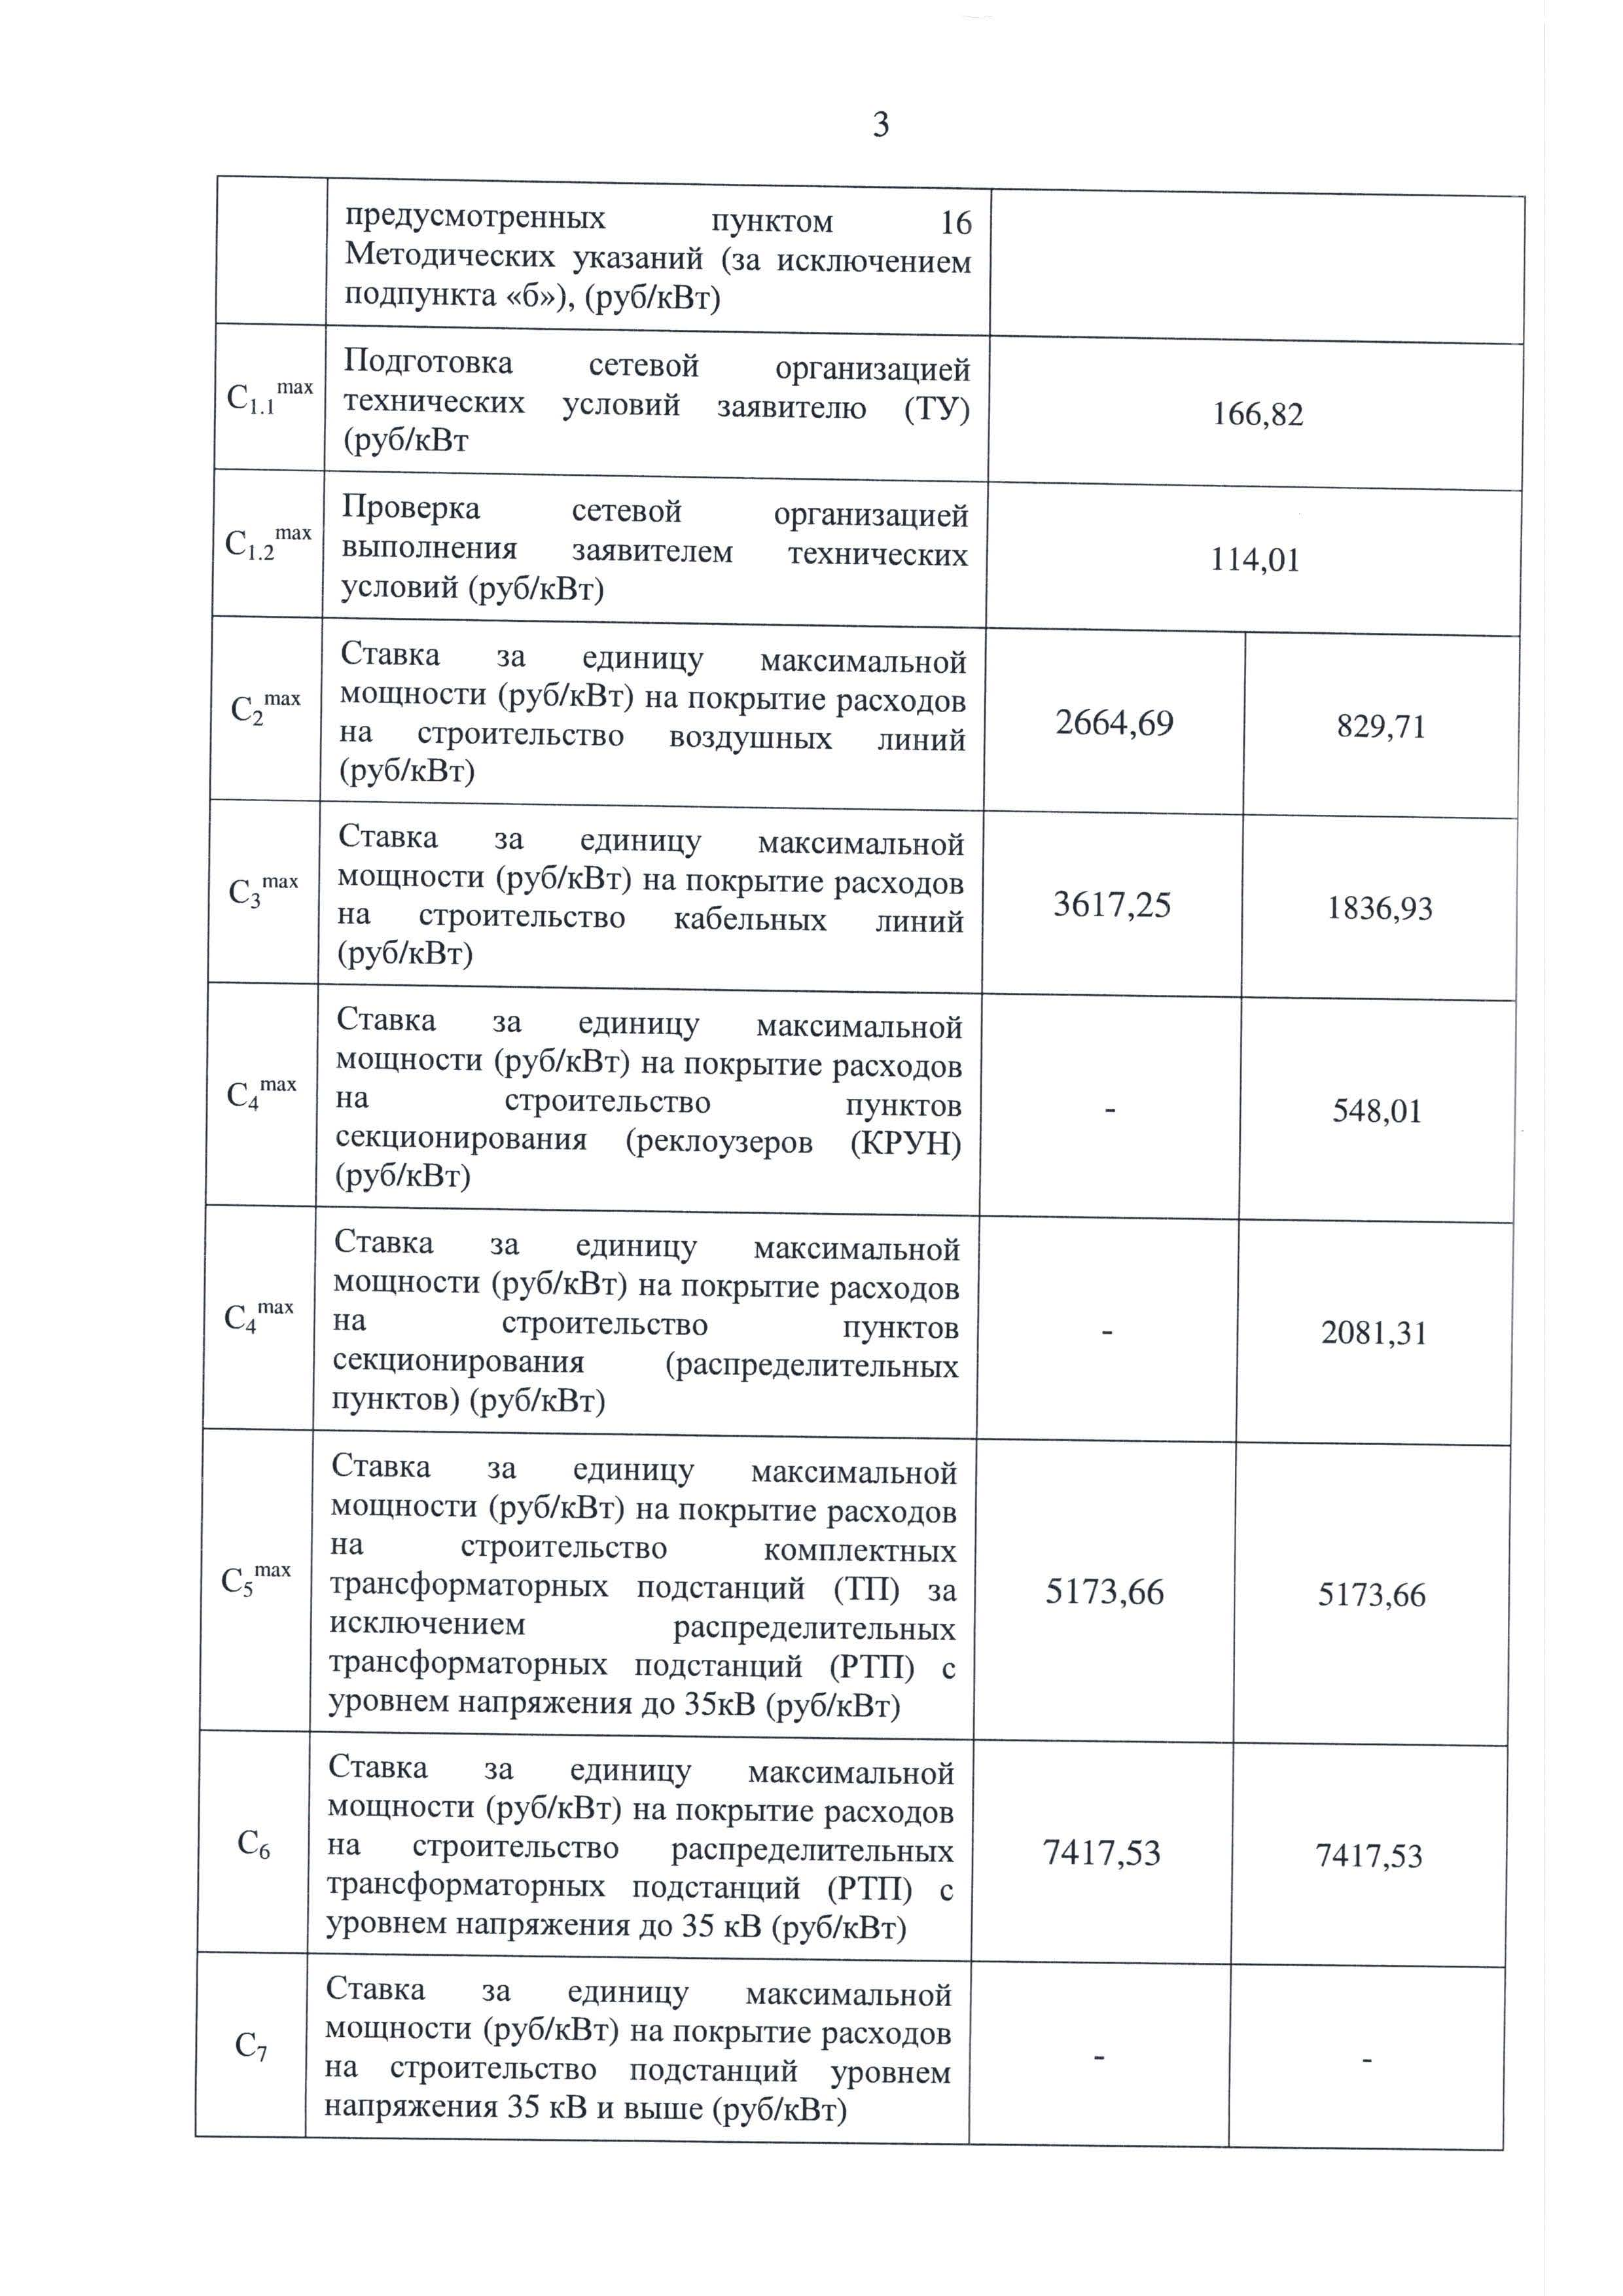 3
предусмотренных пунктом 16
Методических указаний (за исключением
подпункта «б»), (руб/кВт)
C1.1max
Подготовка сетевой организацией
технических условий заявителю (ТУ)
(руб/кВт
166,82
C1.2max
Проверка сетевой организацией
выполнения заявителем технических
условий (руб/кВт)
114,01
C2max
Ставка за единицу максимальной
мощности (руб/кВт) на покрытие расходов
на строительство воздушных линий
(руб/кВт)
2664,69
829,71
C3max
Ставка за единицу максимальной
мощности (руб/кВт) на покрытие расходов
на строительство кабельных линий
(руб/кВт)
3617,25
1836,93
C4max
Ставка за единицу максимальной
мощности (руб/кВт) на покрытие расходов
на строительство пунктов
секционирования (реклоузеров (КРУН)
(руб/кВт)
-
548,01
C4max
Ставка за единицу максимальной
мощности (руб/кВт) на покрытие расходов
на строительство пунктов
секционирования (распределительных
пунктов) (руб/кВт)
-
2081,31
C5max
Ставка за единицу максимальной
мощности (руб/кВт) на покрытие расходов
на строительство комплектных
трансформаторных подстанций (ТП) за
исключением распределительных
трансформаторных подстанций (РТП) с
уровнем напряжения до 35кВ (руб/кВт)
5173,66
5173,66
C6
Ставка за единицу максимальной
мощности (руб/кВт) на покрытие расходов
на строительство распределительных
трансформаторных подстанций (РТП) с
уровнем напряжения до 35 кВ (руб/кВт)
7417,53
7417,53
C7
Ставка за единицу максимальной
мощности (руб/кВт) на покрытие расходов
на строительство подстанций уровнем
напряжения 35 кВ и выше (руб/кВт)
-
-